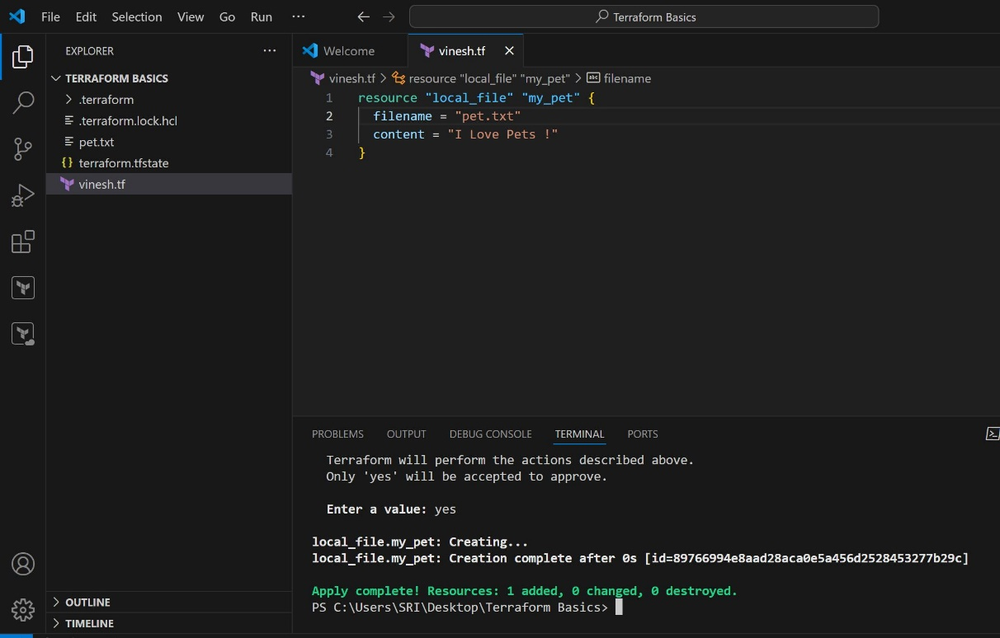 File Edit Selection View Go Run ···
Terraform Basics
EXPLORER ···
TERRAFORM BASICS
.terraform
.terraform.lock.hcl
pet.txt
{} terraform.tfstate
vinesh.tf
Welcome
vinesh.tf
vinesh.tf > resource "local_file" "my_pet" > abc filename
1 resource "local_file" "my_pet" {
2 filename = "pet.txt"
3 content = "I Love Pets !"
4 }
PROBLEMS OUTPUT DEBUG CONSOLE TERMINAL PORTS
Terraform will perform the actions described above.
Only 'yes' will be accepted to approve.
Enter a value: yes
local_file.my_pet: Creating...
local_file.my_pet: Creation complete after 0s [id=89766994e8aad28aca0e5a456d2528453277b29c]
Apply complete! Resources: 1 added, 0 changed, 0 destroyed.
PS C:\Users\SRI\Desktop\Terraform Basics>
OUTLINE
TIMELINE